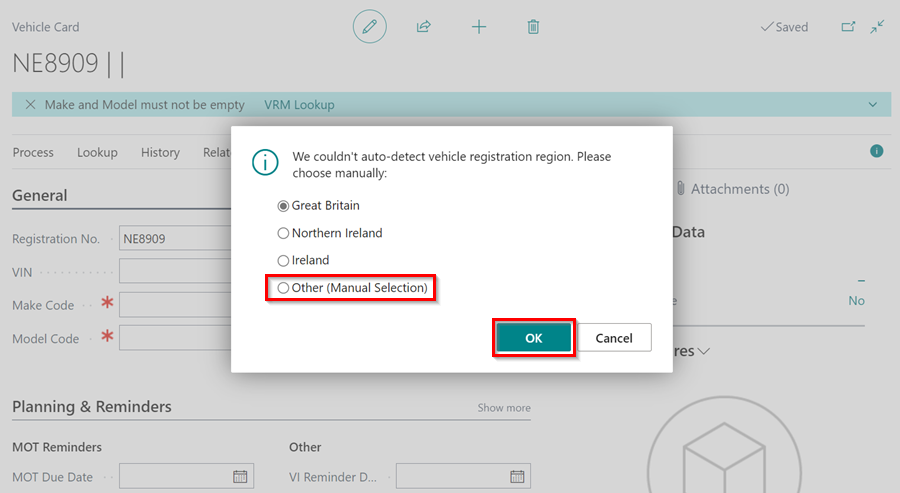 Vehicle Card
Saved
NE8909 | |
Make and Model must not be empty VRM Lookup
Process Lookup History Relat
We couldn't auto-detect vehicle registration region. Please
choose manually:
Great Britain
Northern Ireland
Ireland
Other (Manual Selection)
OK Cancel
Attachments (0)
General
Data
Registration No. NE8909
VIN
Make Code
No
Model Code
Planning & Reminders Show more
MOT Reminders Other
MOT Due Date VI Reminder D...